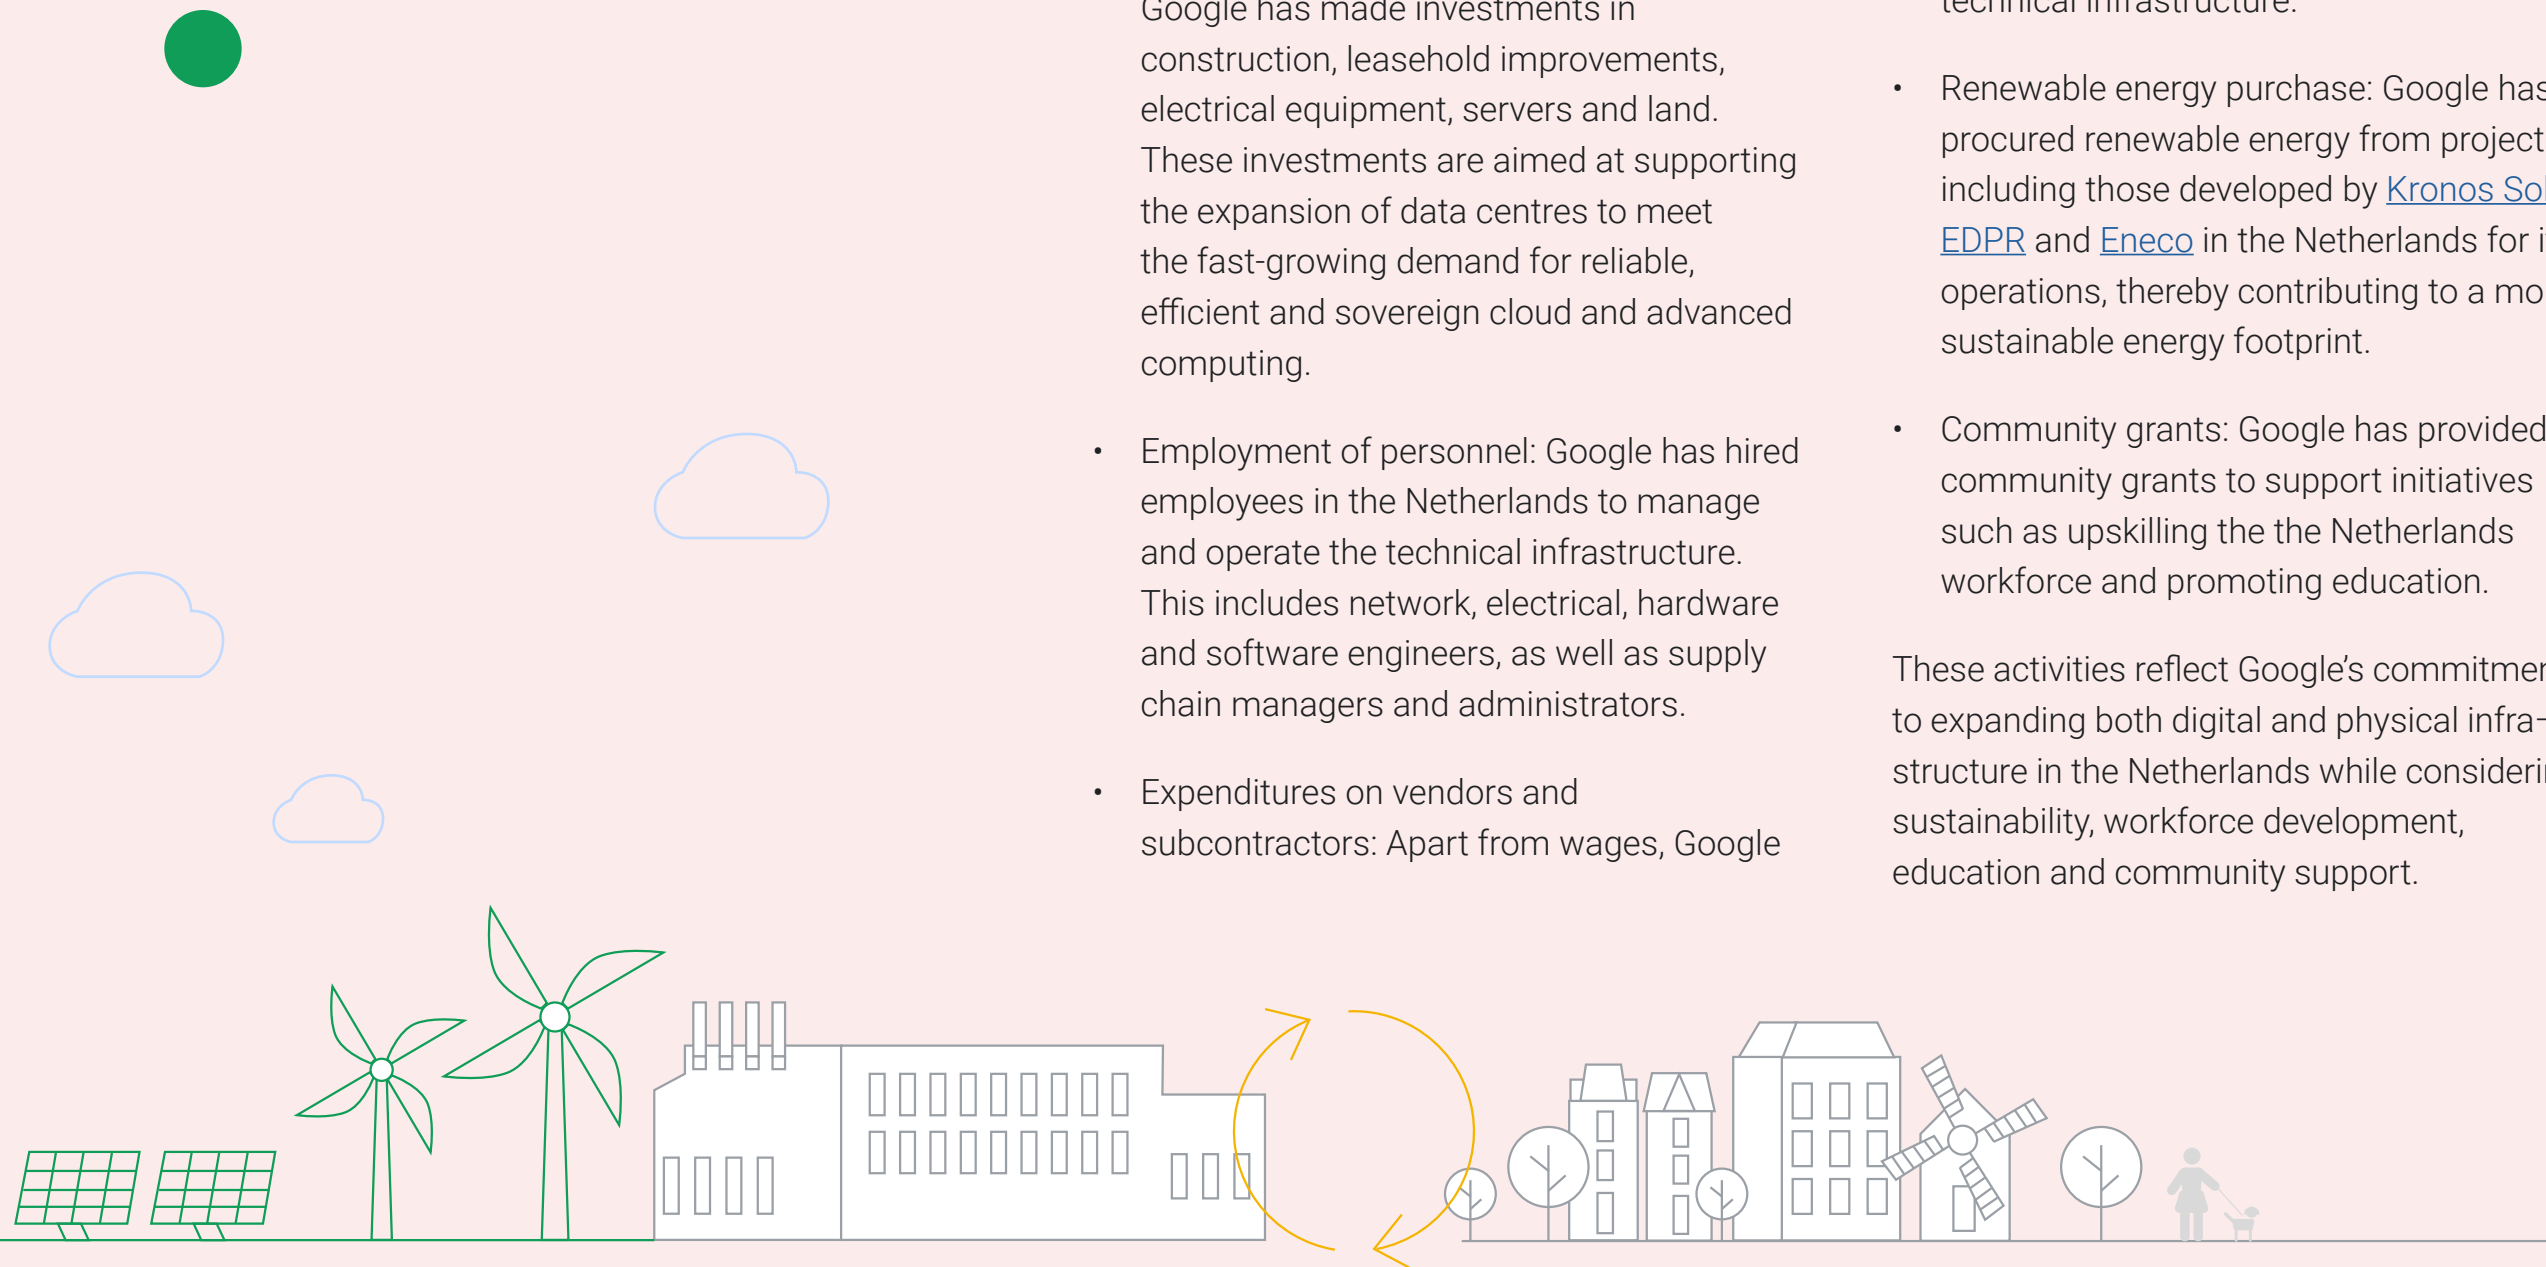 Google has made investments in
construction, leasehold improvements,
electrical equipment, servers and land.
These investments are aimed at supporting
the expansion of data centres to meet
the fast-growing demand for reliable,
efficient and sovereign cloud and advanced
computing.
• Employment of personnel: Google has hired
employees in the Netherlands to manage
and operate the technical infrastructure.
This includes network, electrical, hardware
and software engineers, as well as supply
chain managers and administrators.
• Expenditures on vendors and
subcontractors: Apart from wages, Google
technical infrastructure.
• Renewable energy purchase: Google has
procured renewable energy from project
including those developed by Kronos Sol
EDPR and Eneco in the Netherlands for i
operations, thereby contributing to a mo
sustainable energy footprint.
• Community grants: Google has provided
community grants to support initiatives
such as upskilling the the Netherlands
workforce and promoting education.
These activities reflect Google's commitmen
to expanding both digital and physical infra-
structure in the Netherlands while considerin
sustainability, workforce development,
education and community support.